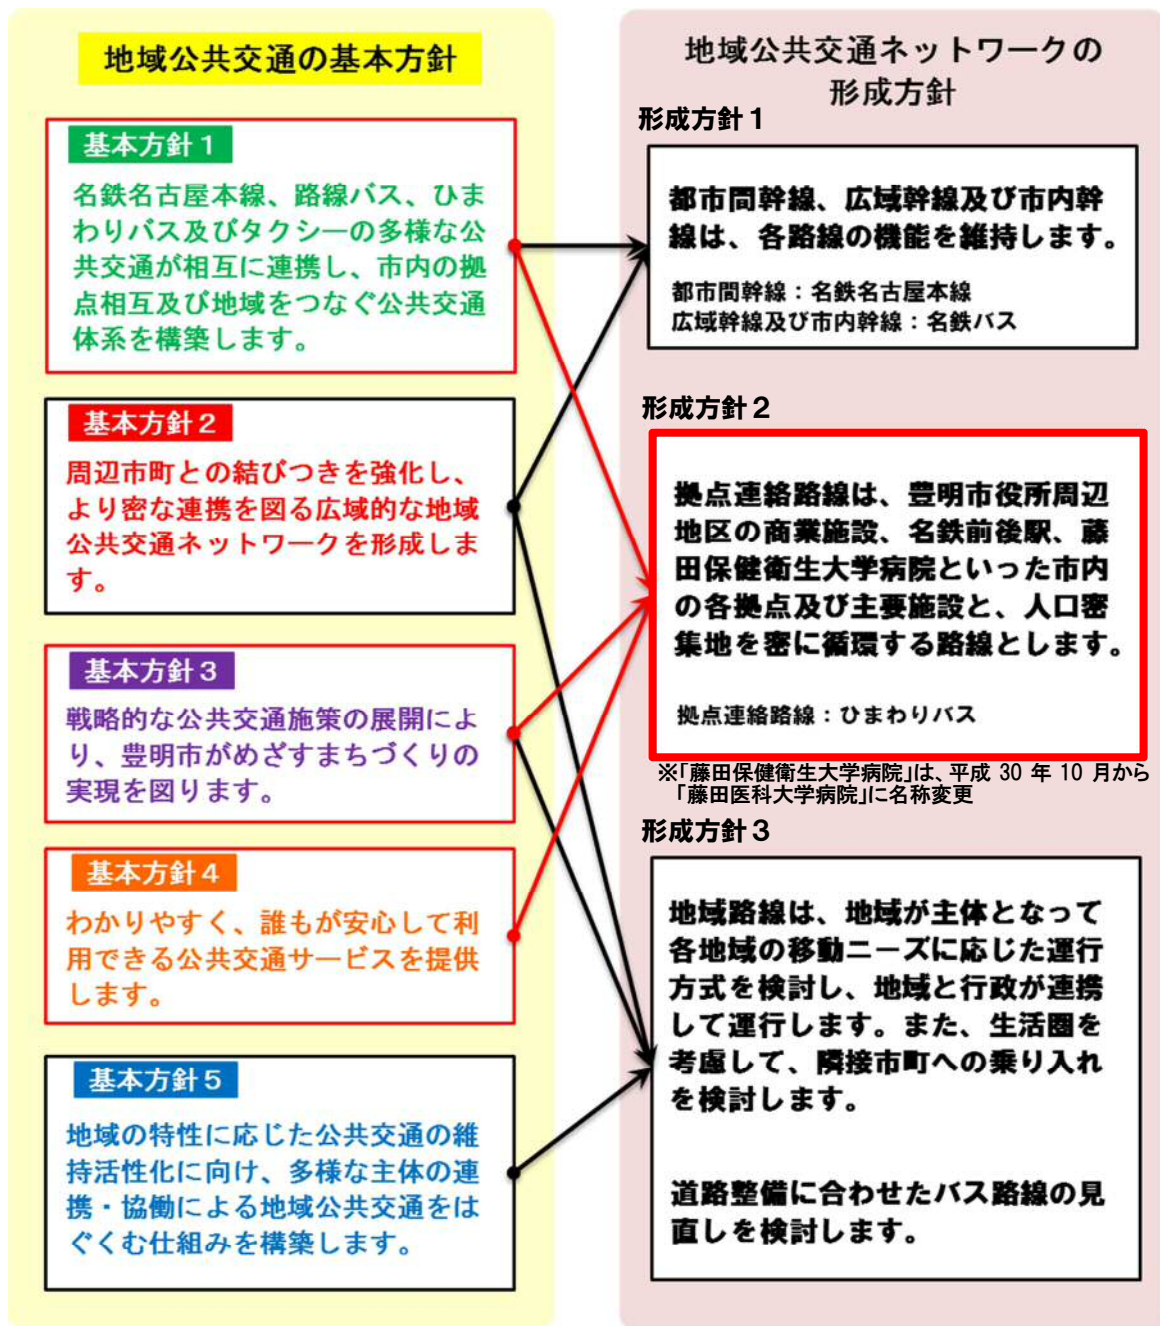 地域公共交通の基本方針
基本方針１
名鉄名古屋本線、路線バス、ひま
わりバス及びタクシーの多様な公
共交通が相互に連携し、市内の拠
点相互及び地域をつなぐ公共交通
体系を構築します。
基本方針２
周辺市町との結びつきを強化し、
より密な連携を図る広域的な地域
公共交通ネットワークを形成しま
す。
基本方針３
戦略的な公共交通施策の展開によ
り、豊明市がめざすまちづくりの
実現を図ります。
基本方針４
わかりやすく、誰もが安心して利
用できる公共交通サービスを提供
します。
基本方針５
地域の特性に応じた公共交通の維
持活性化に向け、多様な主体の連
携・協働による地域公共交通をは
ぐくむ仕組みを構築します。
地域公共交通ネットワークの
形成方針
形成方針１
都市間幹線、広域幹線及び市内幹
線は、各路線の機能を維持します。
都市間幹線：名鉄名古屋本線
広域幹線及び市内幹線：名鉄バス
形成方針２
拠点連絡路線は、豊明市役所周辺
地区の商業施設、名鉄前後駅、藤
田保健衛生大学病院といった市内
の各拠点及び主要施設と、人口密
集地を密に循環する路線とします。
拠点連絡路線：ひまわりバス
※「藤田保健衛生大学病院」は、平成 30 年 10 月から
「藤田医科大学病院」に名称変更
形成方針３
地域路線は、地域が主体となって
各地域の移動ニーズに応じた運行
方式を検討し、地域と行政が連携
して運行します。また、生活圏を
考慮して、隣接市町への乗り入れ
を検討します。
道路整備に合わせたバス路線の見
直しを検討します。